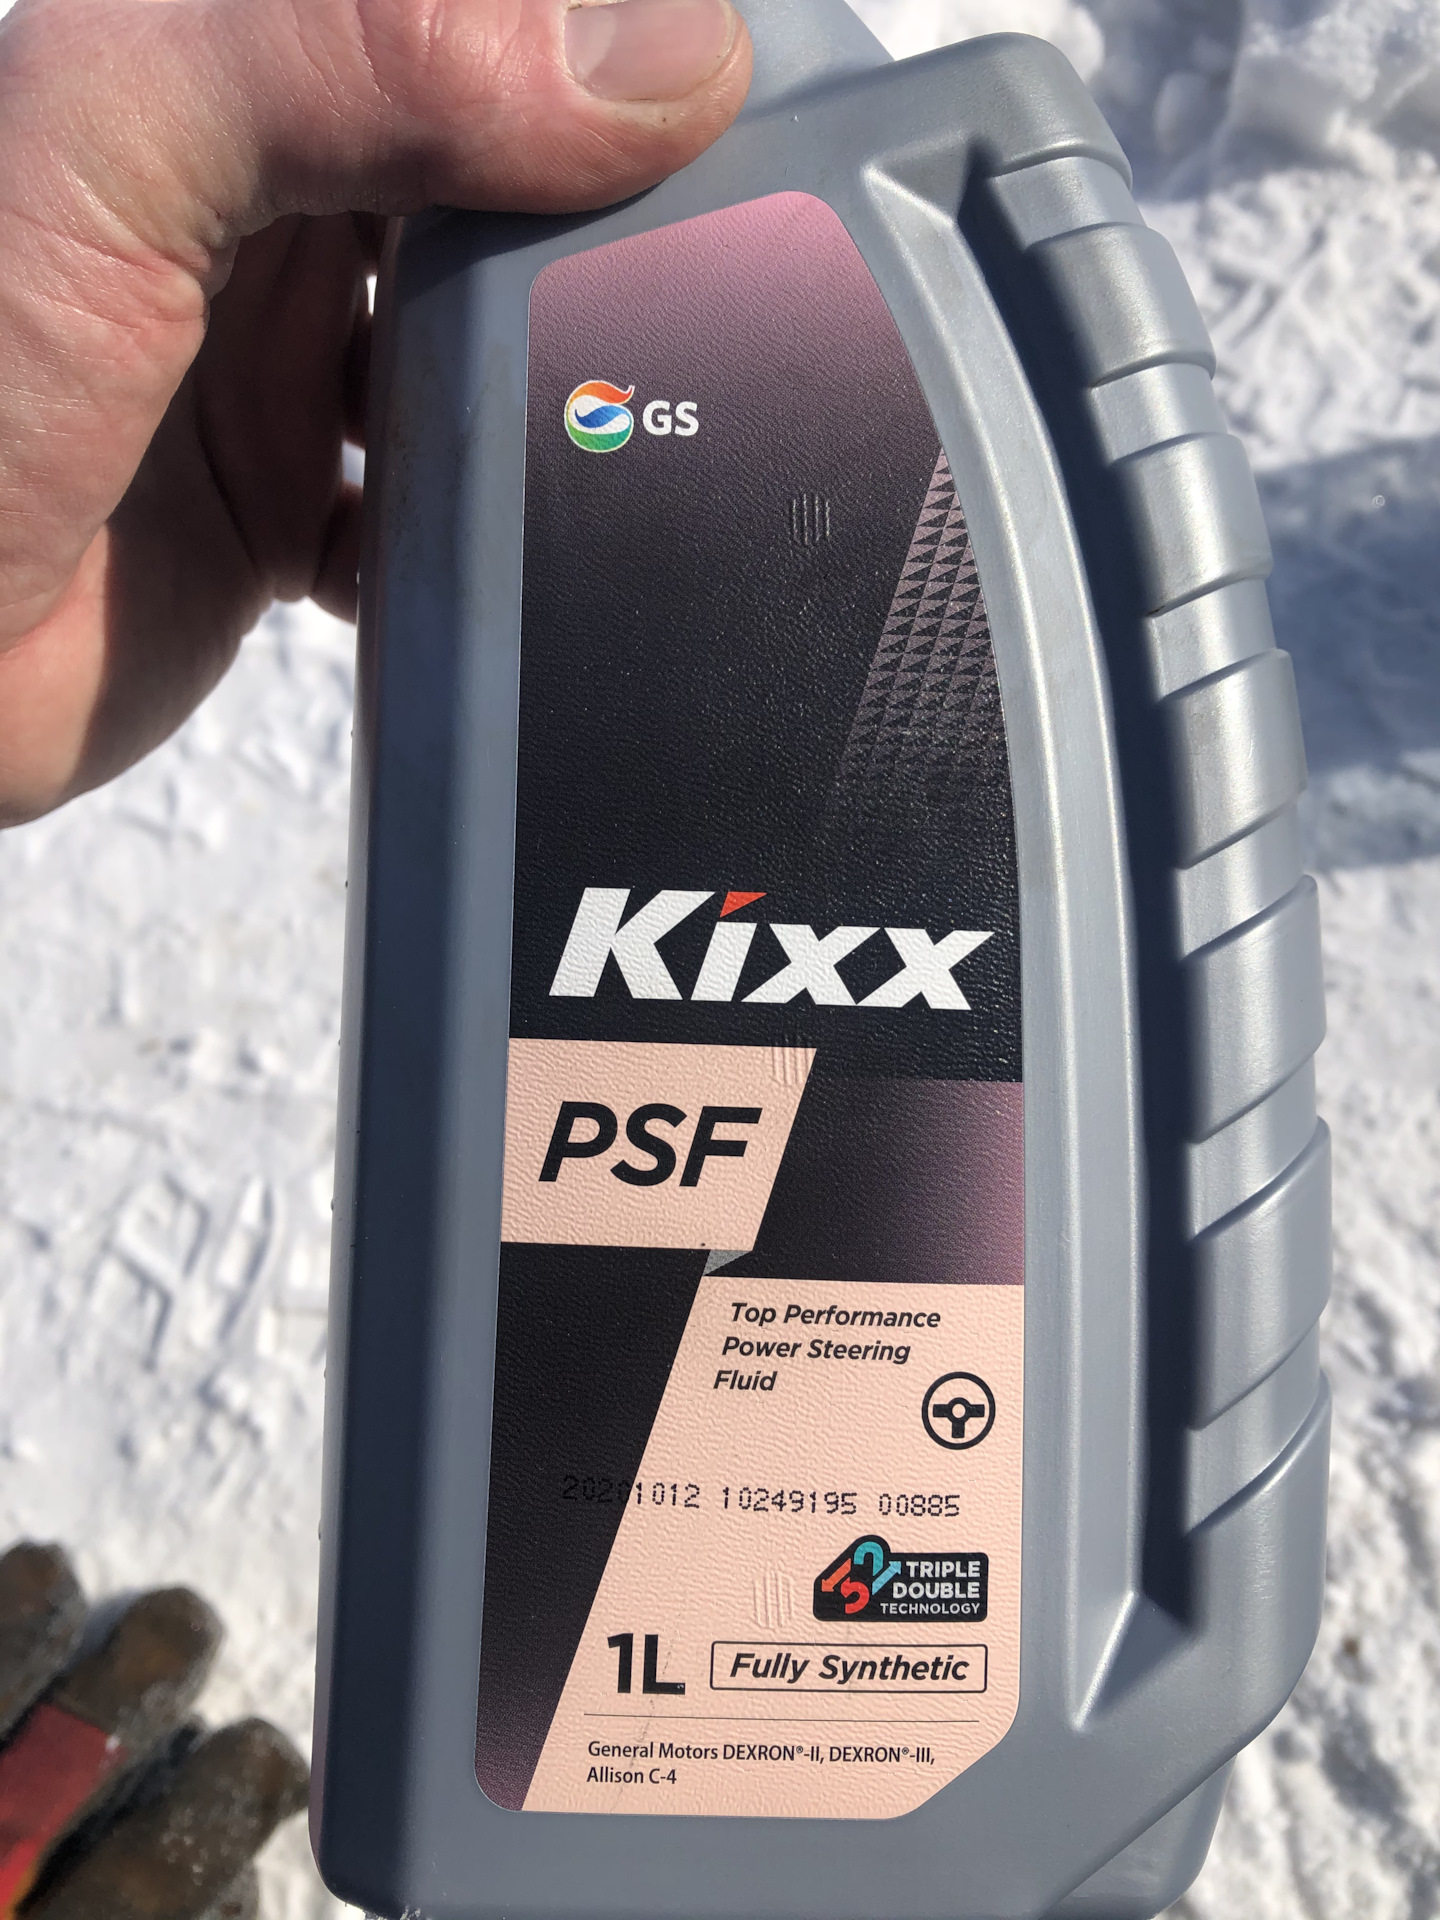 GS
Kixx
PSF
Top Performance
Power Steering
Fluid
20201012 10249195 00885
TRIPLE
DOUBLE
TECHNOLOGY
1L Fully Synthetic
General Motors DEXRON®-II, DEXRON®-III,
Allison C-4